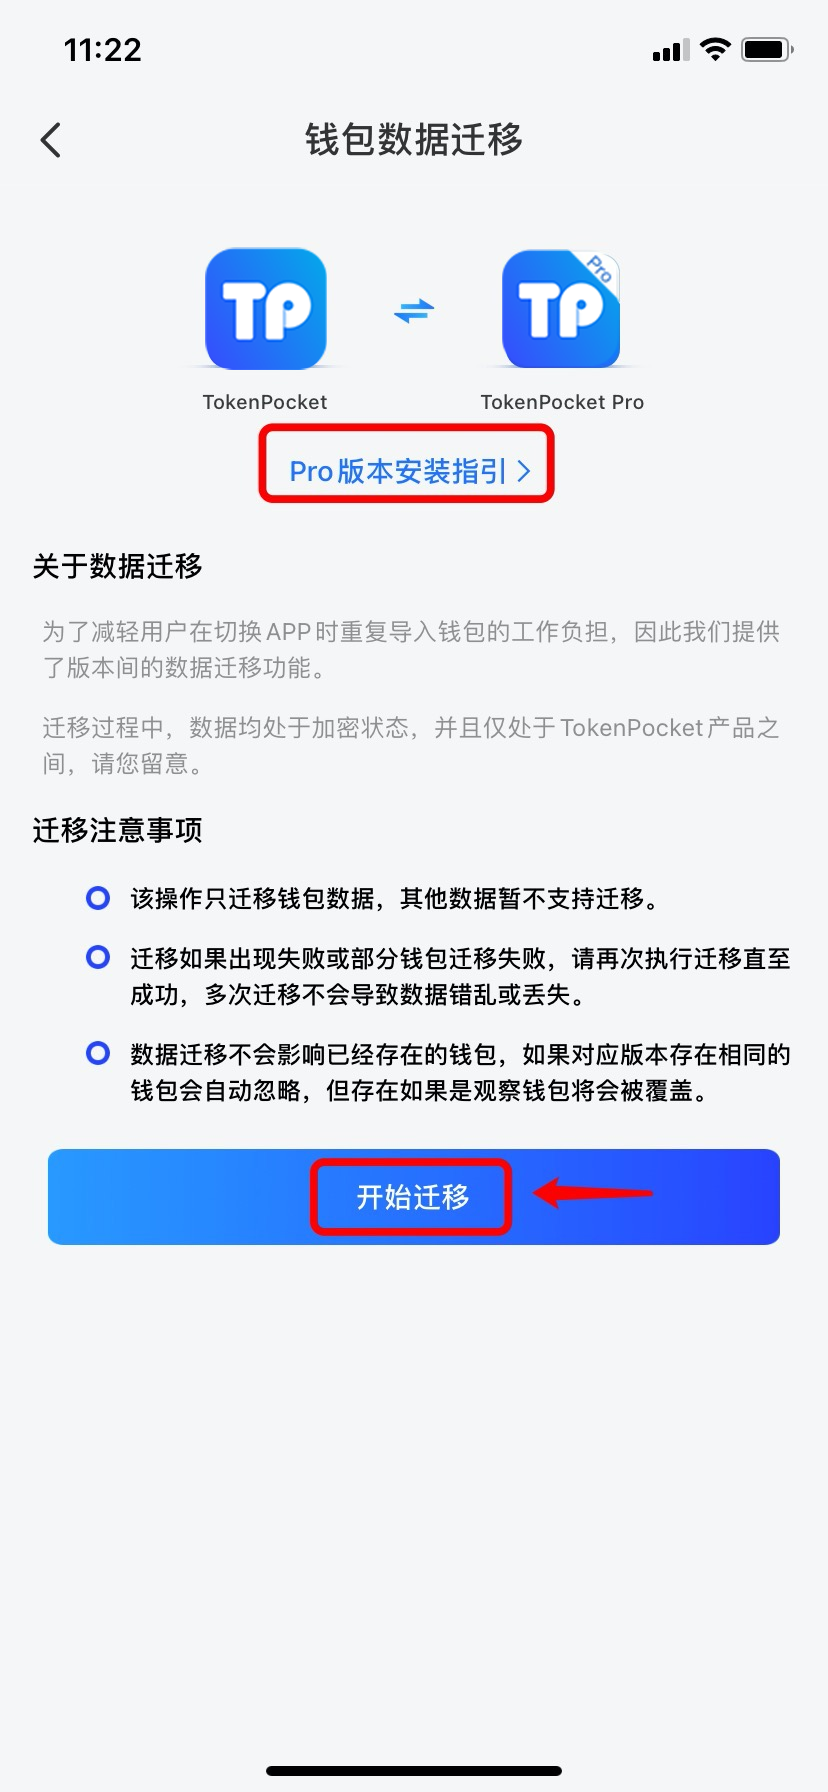 11:22
钱包数据迁移
TP
TP
Pro
TokenPocket
TokenPocket Pro
Pro版本安装指引
关于数据迁移
为了减轻用户在切换APP时重复导入钱包的工作负担，因此我们提供
了版本间的数据迁移功能。
迁移过程中，数据均处于加密状态，并且仅处于TokenPocket产品之
间，请您留意。
迁移注意事项
该操作只迁移钱包数据，其他数据暂不支持迁移。
迁移如果出现失败或部分钱包迁移失败，请再次执行迁移直至
成功，多次迁移不会导致数据错乱或丢失。
数据迁移不会影响已经存在的钱包，如果对应版本存在相同的
钱包会自动忽略，但存在如果是观察钱包将会被覆盖。
开始迁移